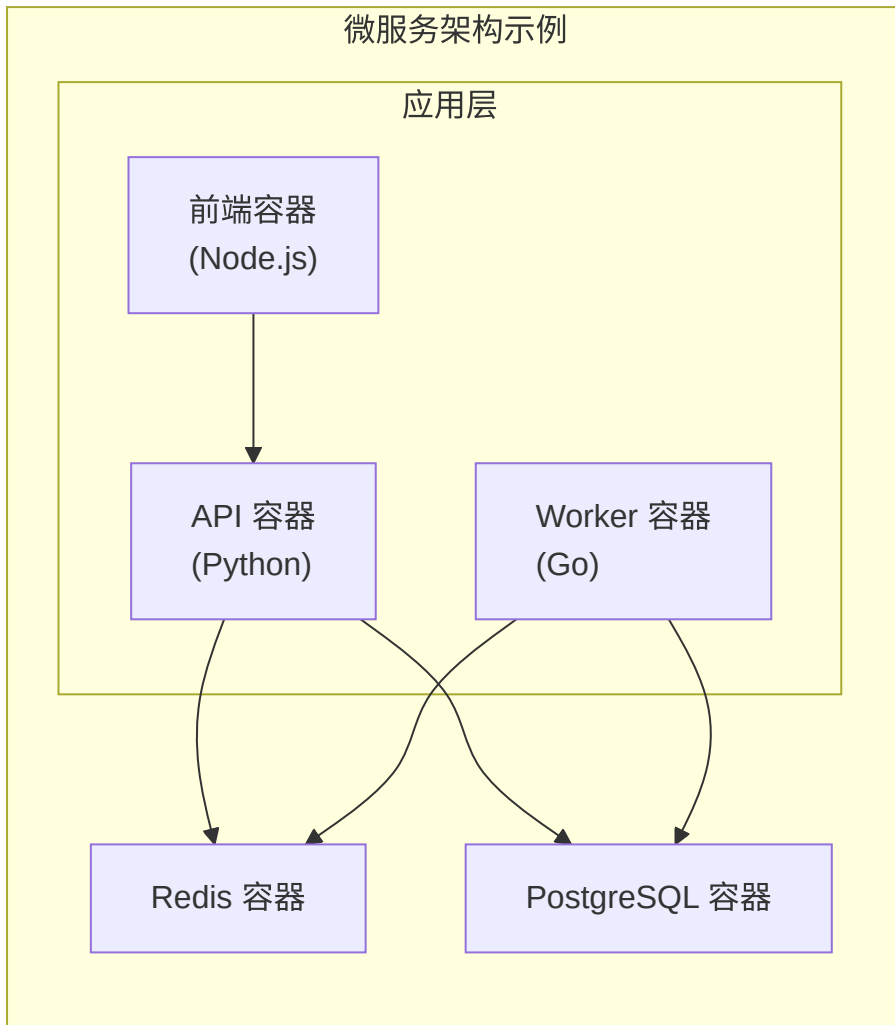 微服务架构示例
应用层
前端容器
(Node.js)
API 容器
(Python)
Worker 容器
(Go)
Redis 容器
PostgreSQL 容器